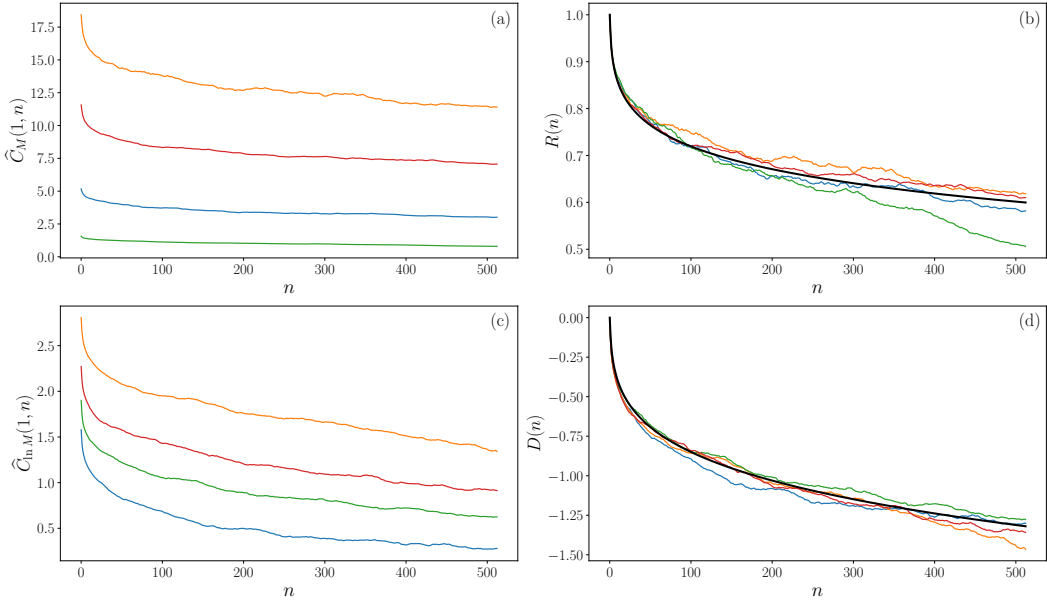 (a)
17.5
15.0
12.5
10.0
7.5
5.0
2.5
0.0
Ĉ_M(1, n)
0 100 200 300 400 500
n
(b)
1.0
0.9
0.8
0.7
0.6
0.5
R(n)
0 100 200 300 400 500
n
(c)
2.5
2.0
1.5
1.0
0.5
Ĉ_{ln M}(1, n)
0 100 200 300 400 500
n
(d)
0.00
−0.25
−0.50
−0.75
−1.00
−1.25
−1.50
D(n)
0 100 200 300 400 500
n